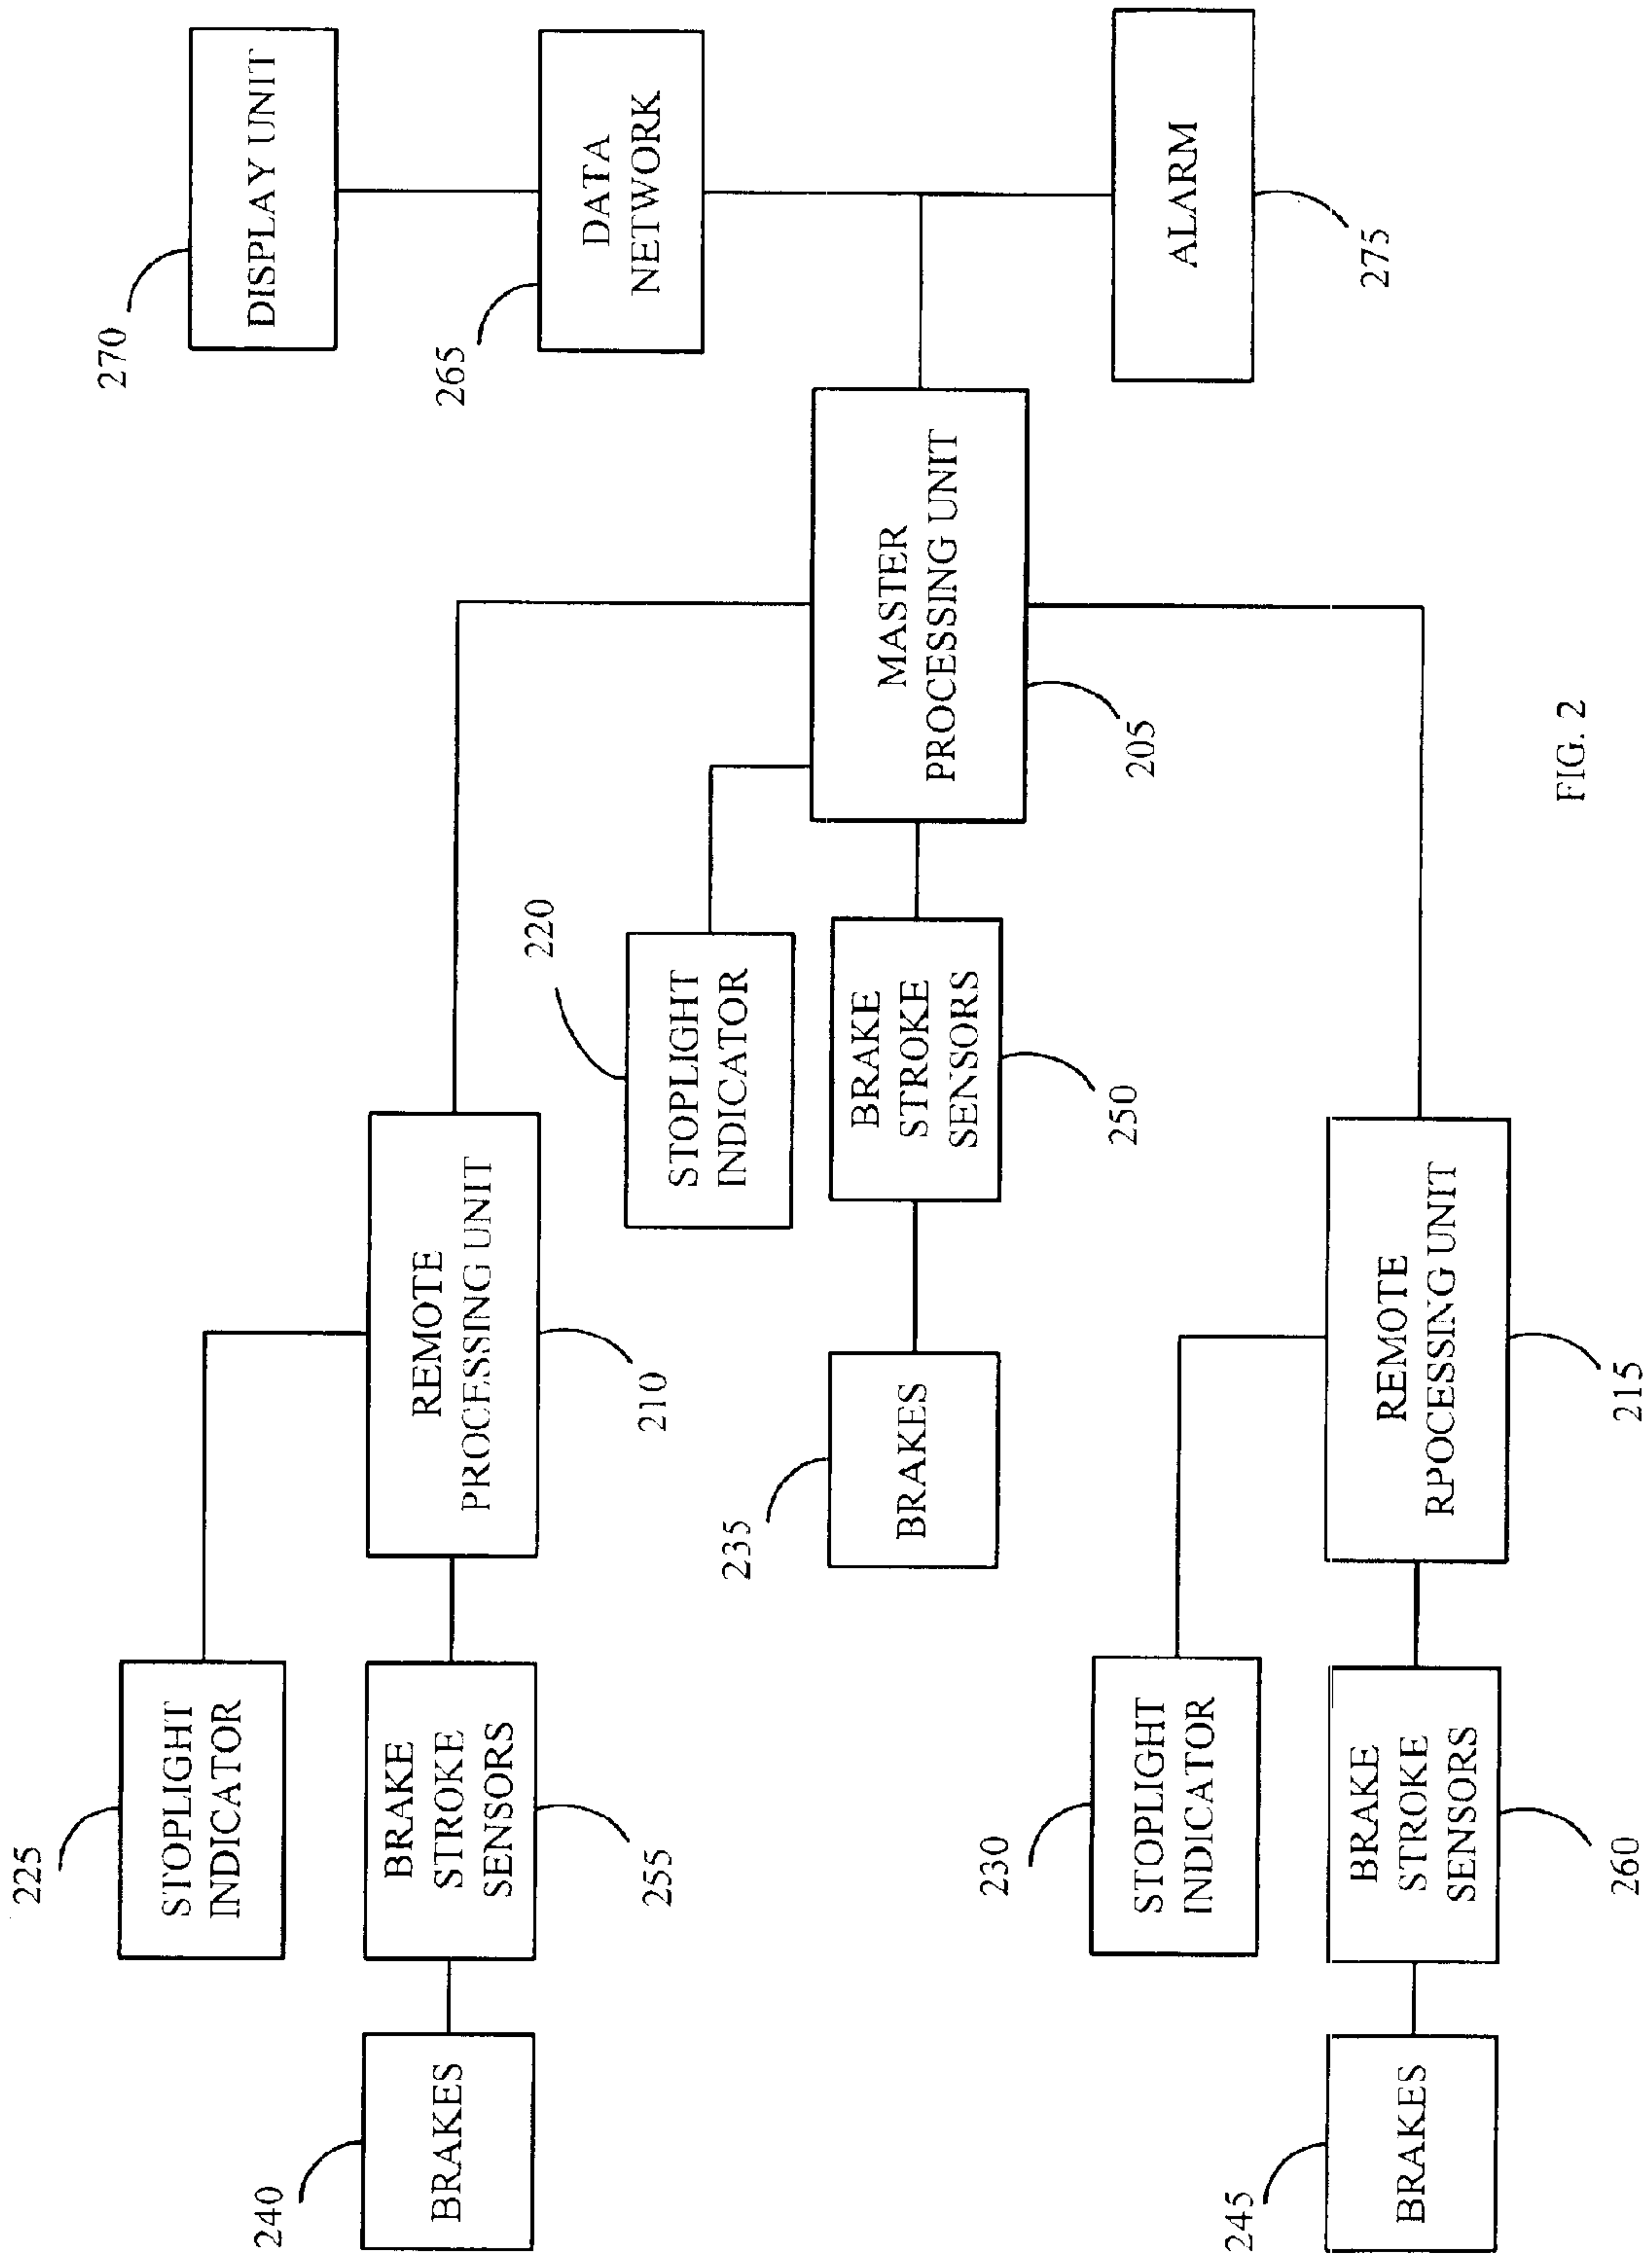 225
STOPLIGHT
INDICATOR
240
BRAKES
BRAKE
STROKE
SENSORS
255
REMOTE
PROCESSING UNIT
210
220
STOPLIGHT
INDICATOR
235
BRAKES
BRAKE
STROKE
SENSORS
250
MASTER
PROCESSING UNIT
205
270
DISPLAY UNIT
265
DATA
NETWORK
ALARM
275
230
STOPLIGHT
INDICATOR
245
BRAKES
BRAKE
STROKE
SENSORS
260
REMOTE
RPOCESSING UNIT
215
FIG. 2